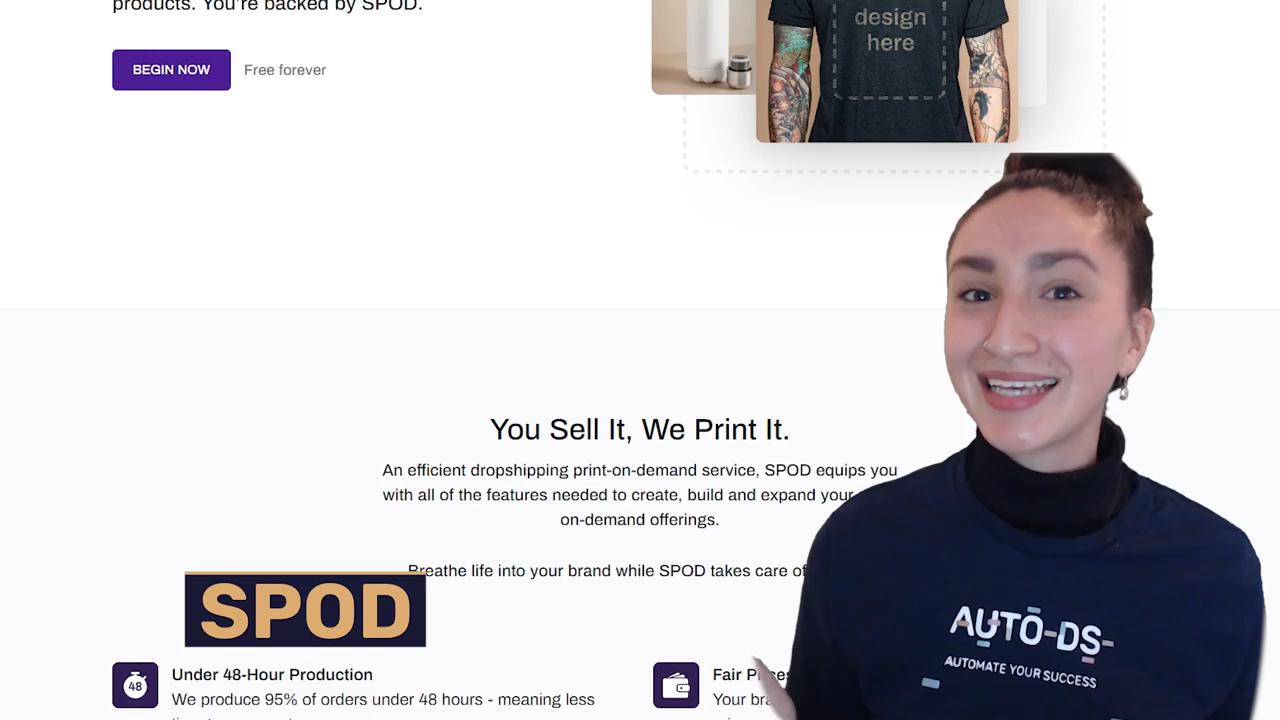 products. You're backed by SPOD.
BEGIN NOW
Free forever
design
here
You Sell It, We Print It.
An efficient dropshipping print-on-demand service, SPOD equips you
with all of the features needed to create, build and expand your
on-demand offerings.
Breathe life into your brand while SPOD takes care of
SPOD
48
Under 48-Hour Production
We produce 95% of orders under 48 hours - meaning less
Fair Prices
Your
AUTO-DS
AUTOMATE YOUR SUCCESS